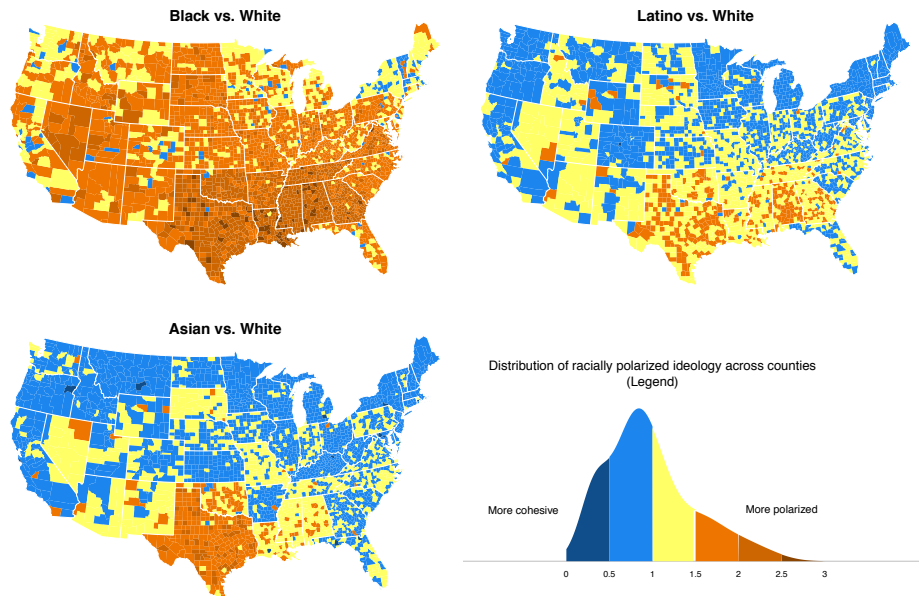 Black vs. White
Latino vs. White
Asian vs. White
Distribution of racially polarized ideology across counties
(Legend)
More cohesive
More polarized
0 0.5 1 1.5 2 2.5 3